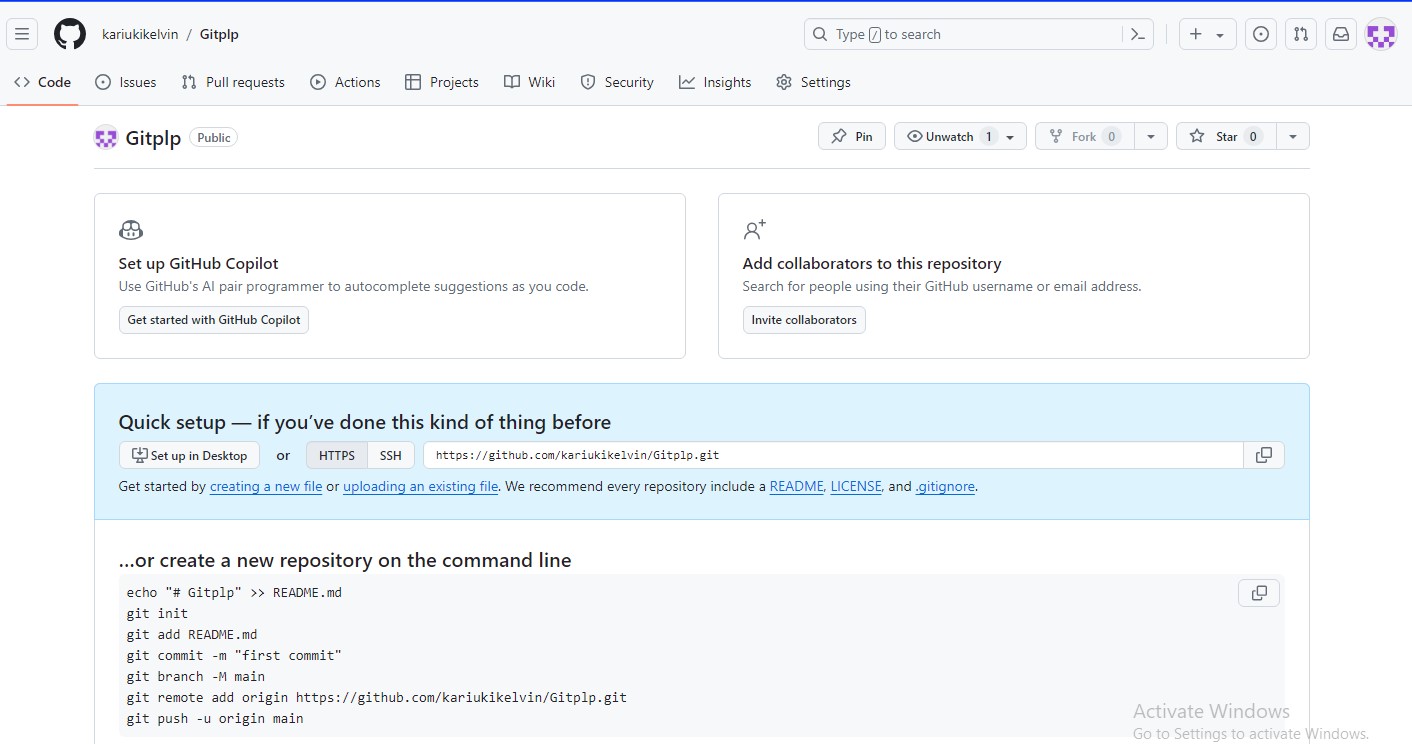 kariukikelvin / Gitplp
Type / to search
Code Issues Pull requests Actions Projects Wiki Security Insights Settings
Gitplp Public
Pin Unwatch 1 Fork 0 Star 0
Set up GitHub Copilot
Use GitHub's AI pair programmer to autocomplete suggestions as you code.
Get started with GitHub Copilot
Add collaborators to this repository
Search for people using their GitHub username or email address.
Invite collaborators
Quick setup — if you’ve done this kind of thing before
Set up in Desktop or HTTPS SSH https://github.com/kariukikelvin/Gitplp.git
Get started by creating a new file or uploading an existing file. We recommend every repository include a README, LICENSE, and .gitignore.
…or create a new repository on the command line
echo "# Gitplp" >> README.md
git init
git add README.md
git commit -m "first commit"
git branch -M main
git remote add origin https://github.com/kariukikelvin/Gitplp.git
git push -u origin main
Activate Windows
Go to Settings to activate Windows.